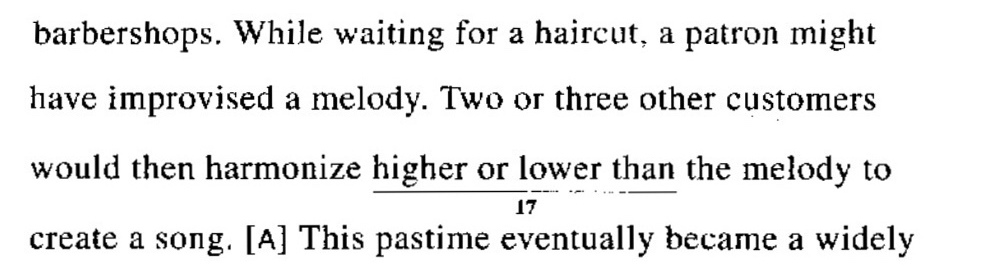 barbershops. While waiting for a haircut, a patron might
have improvised a melody. Two or three other customers
would then harmonize higher or lower than the melody to
17
create a song. [A] This pastime eventually became a widely